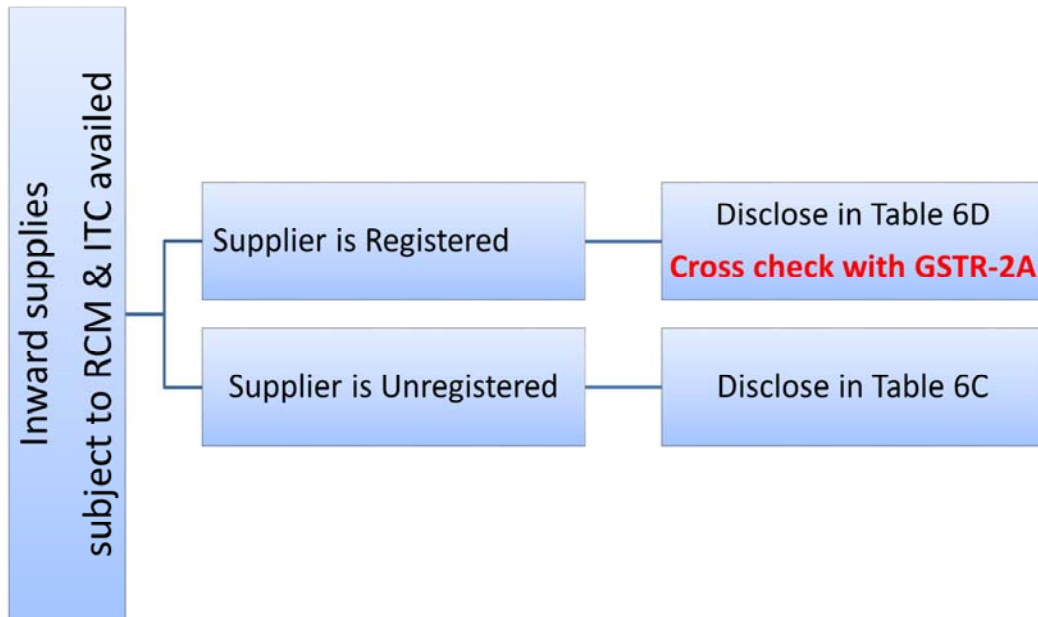 Inward supplies
subject to RCM & ITC availed
Supplier is Registered
Disclose in Table 6D
Cross check with GSTR-2A
Supplier is Unregistered
Disclose in Table 6C